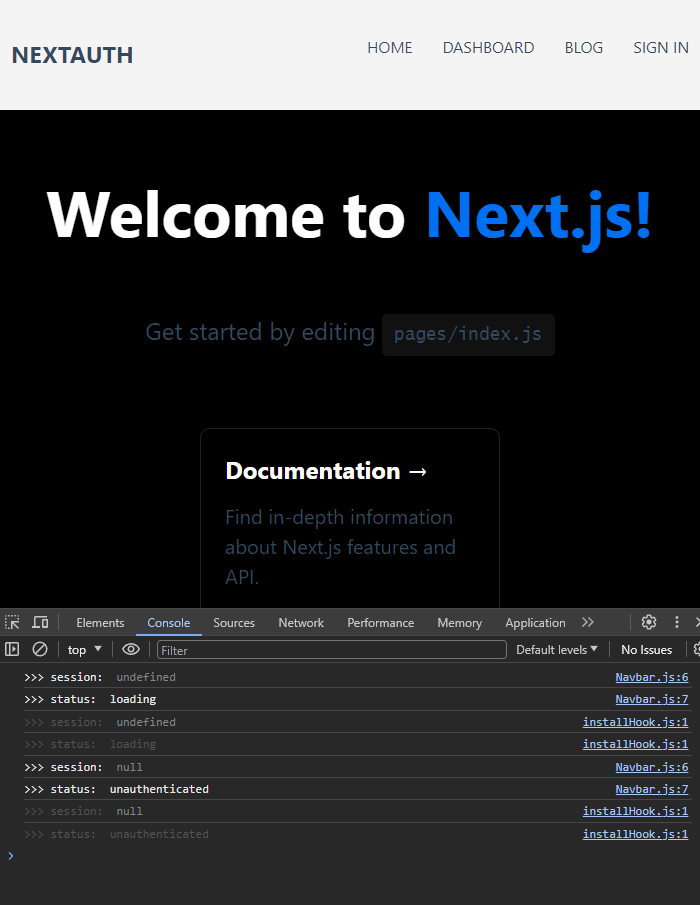 NEXTAUTH HOME DASHBOARD BLOG SIGN IN
Welcome to Next.js!
Get started by editing pages/index.js
Documentation →
Find in-depth information
about Next.js features and
API.
Elements Console Sources Network Performance Memory Application
top Filter Default levels No Issues
>>> session: undefined Navbar.js:6
>>> status: loading Navbar.js:7
>>> session: undefined installHook.js:1
>>> status: loading installHook.js:1
>>> session: null Navbar.js:6
>>> status: unauthenticated Navbar.js:7
>>> session: null installHook.js:1
>>> status: unauthenticated installHook.js:1